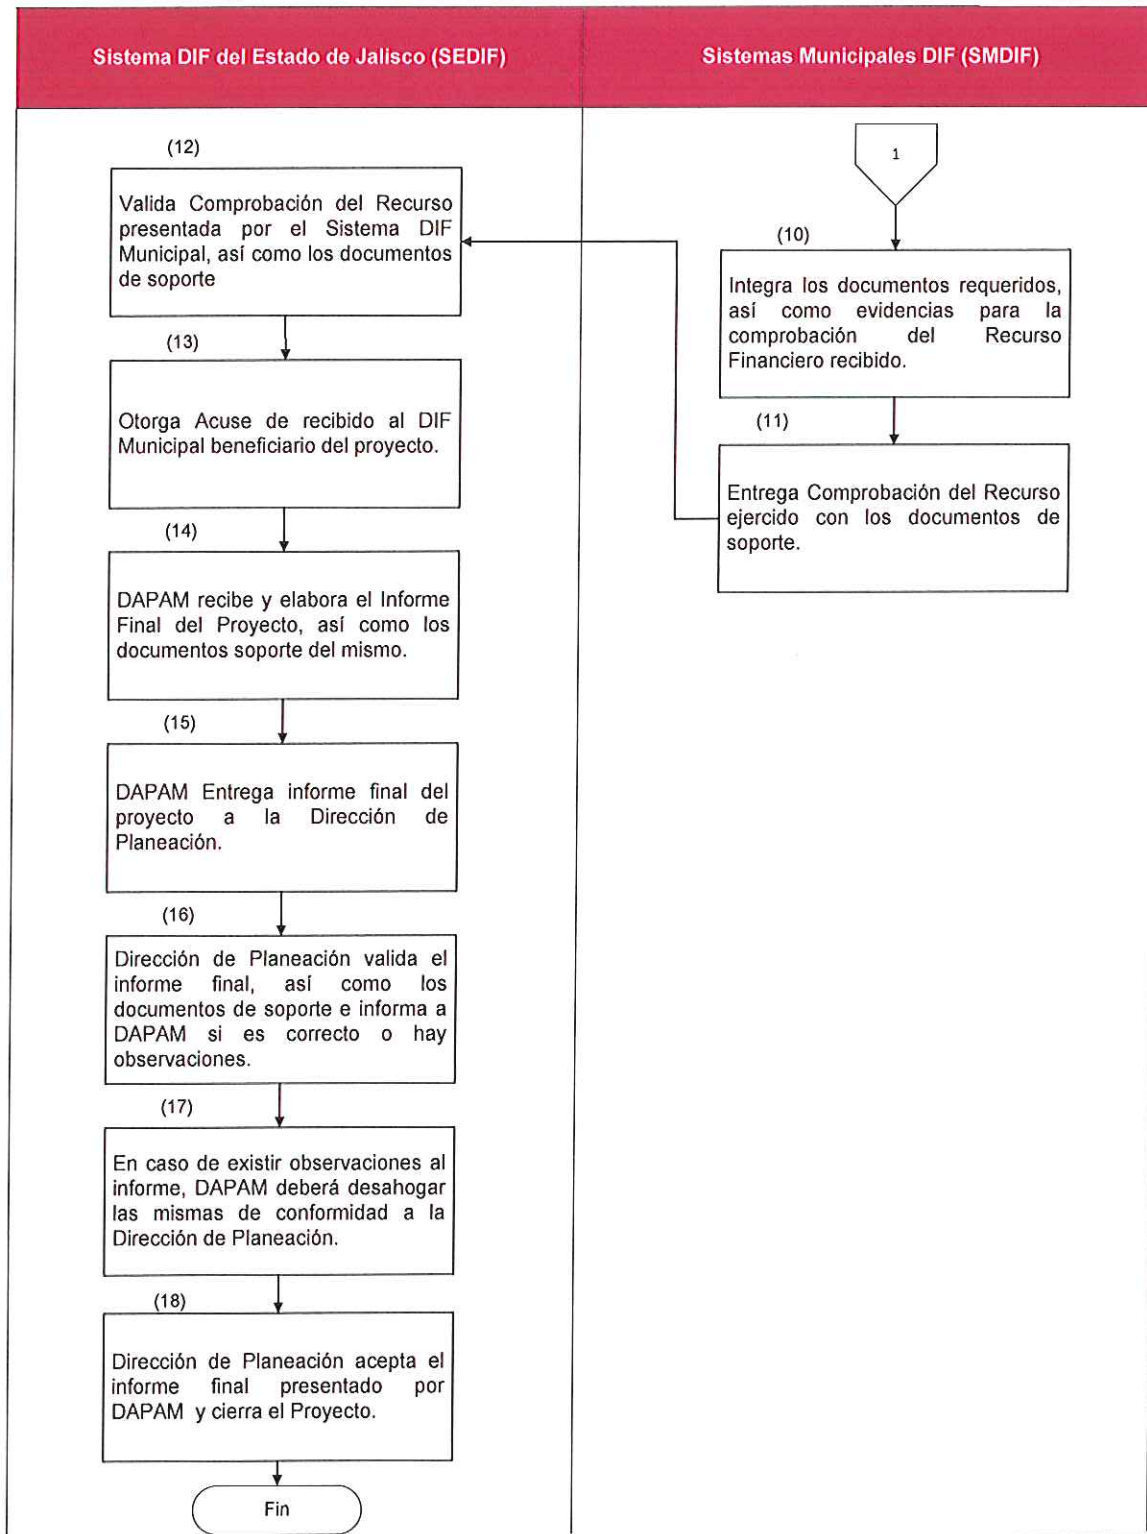 Sistema DIF del Estado de Jalisco (SEDIF)
Sistemas Municipales DIF (SMDIF)
1
(10)
Integra los documentos requeridos,
así como evidencias para la
comprobación del Recurso
Financiero recibido.
(11)
Entrega Comprobación del Recurso
ejercido con los documentos de
soporte.
(12)
Valida Comprobación del Recurso
presentada por el Sistema DIF
Municipal, así como los documentos
de soporte
(13)
Otorga Acuse de recibido al DIF
Municipal beneficiario del proyecto.
(14)
DAPAM recibe y elabora el Informe
Final del Proyecto, así como los
documentos soporte del mismo.
(15)
DAPAM Entrega informe final del
proyecto a la Dirección de
Planeación.
(16)
Dirección de Planeación valida el
informe final, así como los
documentos de soporte e informa a
DAPAM si es correcto o hay
observaciones.
(17)
En caso de existir observaciones al
informe, DAPAM deberá desahogar
las mismas de conformidad a la
Dirección de Planeación.
(18)
Dirección de Planeación acepta el
informe final presentado por
DAPAM y cierra el Proyecto.
Fin